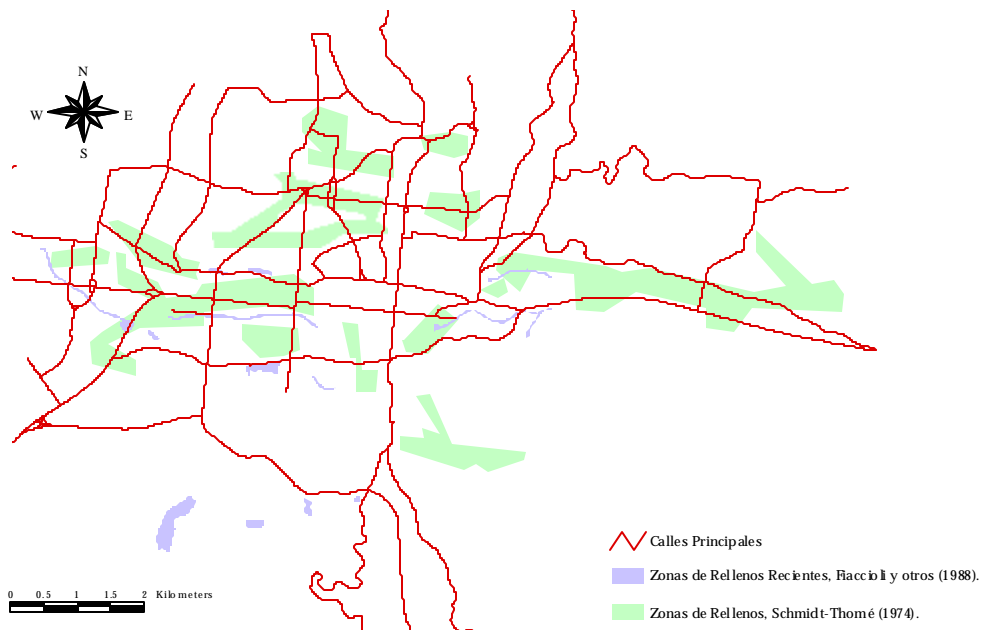 N
W E
S
Calles Principales
Zonas de Rellenos Recientes, Fiaccioli y otros (1988).
Zonas de Rellenos, Schmidt-Thomé (1974).
0 0.5 1 1.5 2 Kilometers